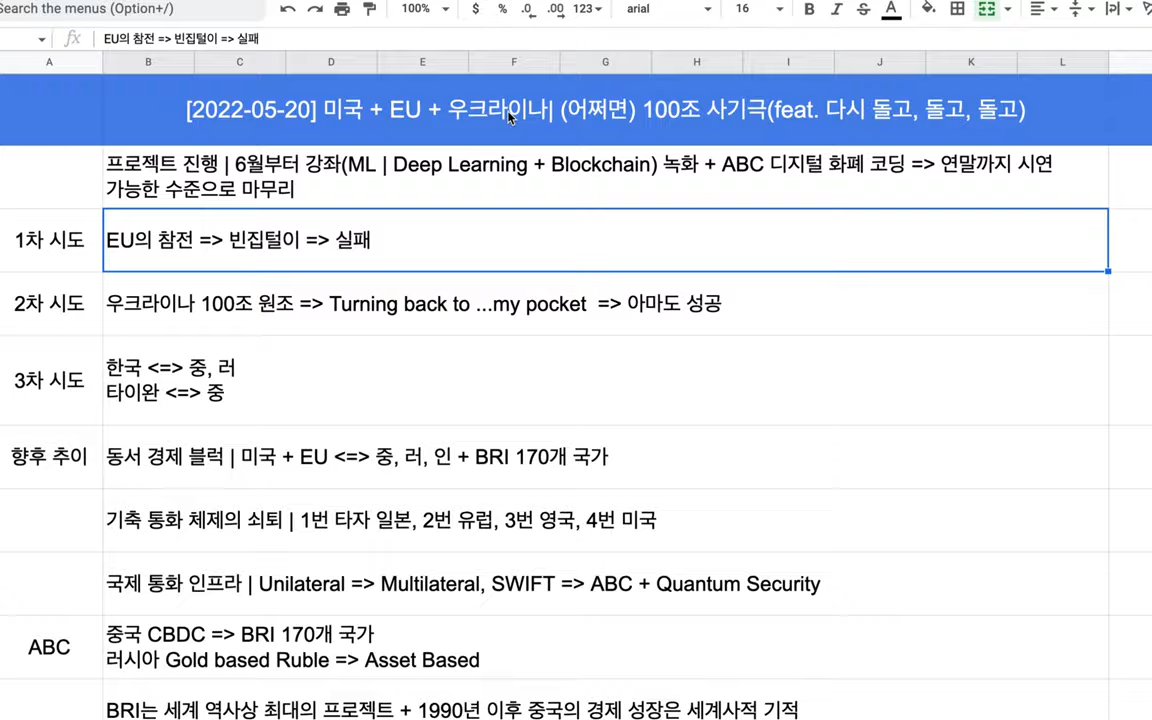 Search the menus (Option+/)
100%
$
%
.0
.00
123
arial
16
B
I
S
A
fx
EU의 참전 => 빈집털이 => 실패
A
B
C
D
E
F
G
H
I
J
K
L
[2022-05-20] 미국 + EU + 우크라이나| (어쩌면) 100조 사기극(feat. 다시 돌고, 돌고, 돌고)
프로젝트 진행 | 6월부터 강좌(ML | Deep Learning + Blockchain) 녹화 + ABC 디지털 화폐 코딩 => 연말까지 시연
가능한 수준으로 마무리
1차 시도
EU의 참전 => 빈집털이 => 실패
2차 시도
우크라이나 100조 원조 => Turning back to ...my pocket => 아마도 성공
3차 시도
한국 <=> 중, 러
타이완 <=> 중
향후 추이
동서 경제 블럭 | 미국 + EU <=> 중, 러, 인 + BRI 170개 국가
기축 통화 체제의 쇠퇴 | 1번 타자 일본, 2번 유럽, 3번 영국, 4번 미국
국제 통화 인프라 | Unilateral => Multilateral, SWIFT => ABC + Quantum Security
ABC
중국 CBDC => BRI 170개 국가
러시아 Gold based Ruble => Asset Based
BRI는 세계 역사상 최대의 프로젝트 + 1990년 이후 중국의 경제 성장은 세계사적 기적